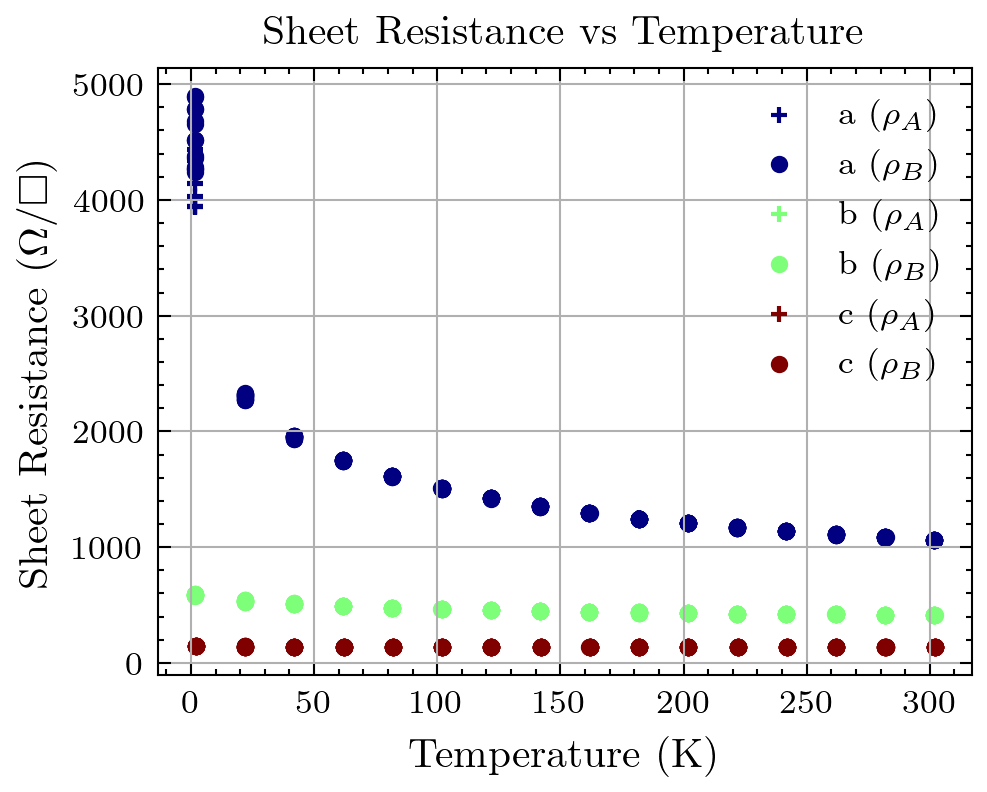 Sheet Resistance vs Temperature
Sheet Resistance (Ω/□)
5000
4000
3000
2000
1000
0
a (ρ_A)
a (ρ_B)
b (ρ_A)
b (ρ_B)
c (ρ_A)
c (ρ_B)
0 50 100 150 200 250 300
Temperature (K)